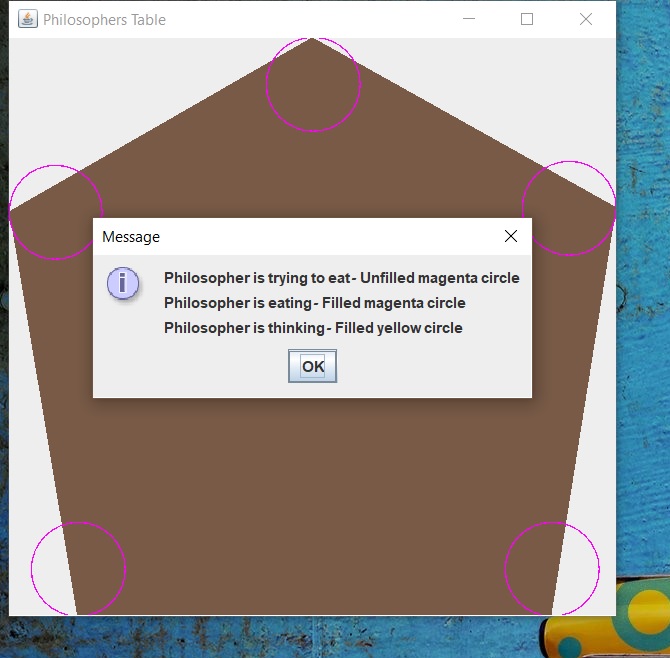 Philosophers Table
Message
Philosopher is trying to eat - Unfilled magenta circle
Philosopher is eating - Filled magenta circle
Philosopher is thinking - Filled yellow circle
OK